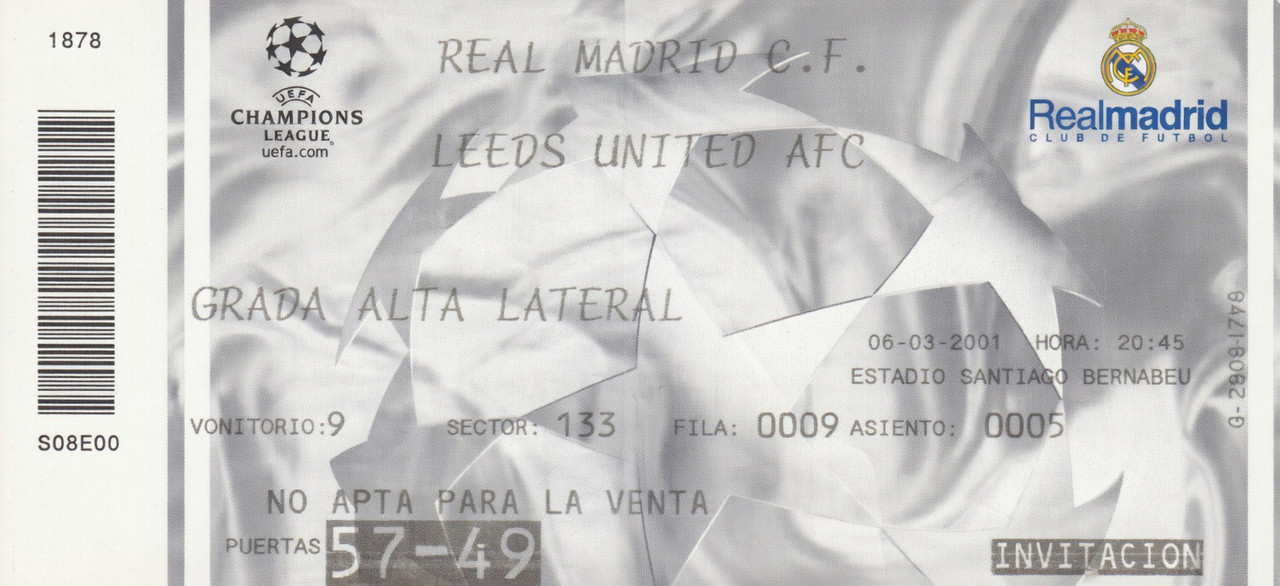 1878
S08E00
UEFA
CHAMPIONS
LEAGUE
uefa.com
REAL MADRID C.F.
LEEDS UNITED AFC
Realmadrid
CLUB DE FUTBOL
GRADA ALTA LATERAL
06-03-2001 HORA: 20:45
ESTADIO SANTIAGO BERNABEU
VONITORIO:9 SECTOR: 133 FILA: 0009 ASIENTO: 0005
NO APTA PARA LA VENTA
PUERTAS 57-49
INVITACION